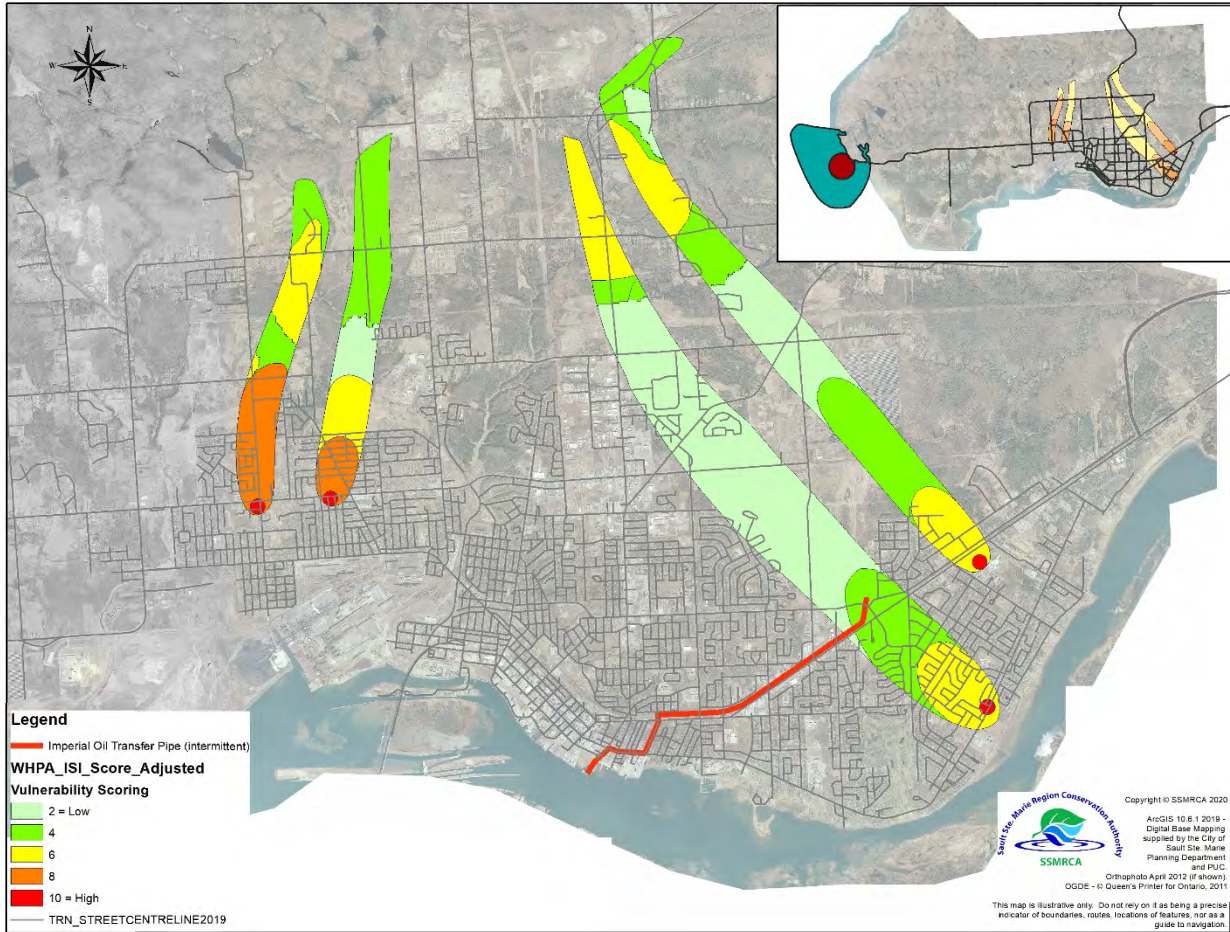 N
W E
S
Legend
Imperial Oil Transfer Pipe (intermittent)
WHPA_ISI_Score_Adjusted
Vulnerability Scoring
2 = Low
4
6
8
10 = High
TRN_STREETCENTRELINE2019
Sault Ste. Marie Region Conservation Authority
SSMRCA
Copyright © SSMRCA 2020
ArcGIS 10.6.1 2019 -
Digital Base Mapping
supplied by the City of
Sault Ste. Marie
Planning Department
and PUC.
Orthophoto April 2012 (if shown).
OGDE - © Queen's Printer for Ontario, 2011
This map is illustrative only. Do not rely on it as being a precise
indicator of boundaries, routes, locations of features, nor as a
guide to navigation.